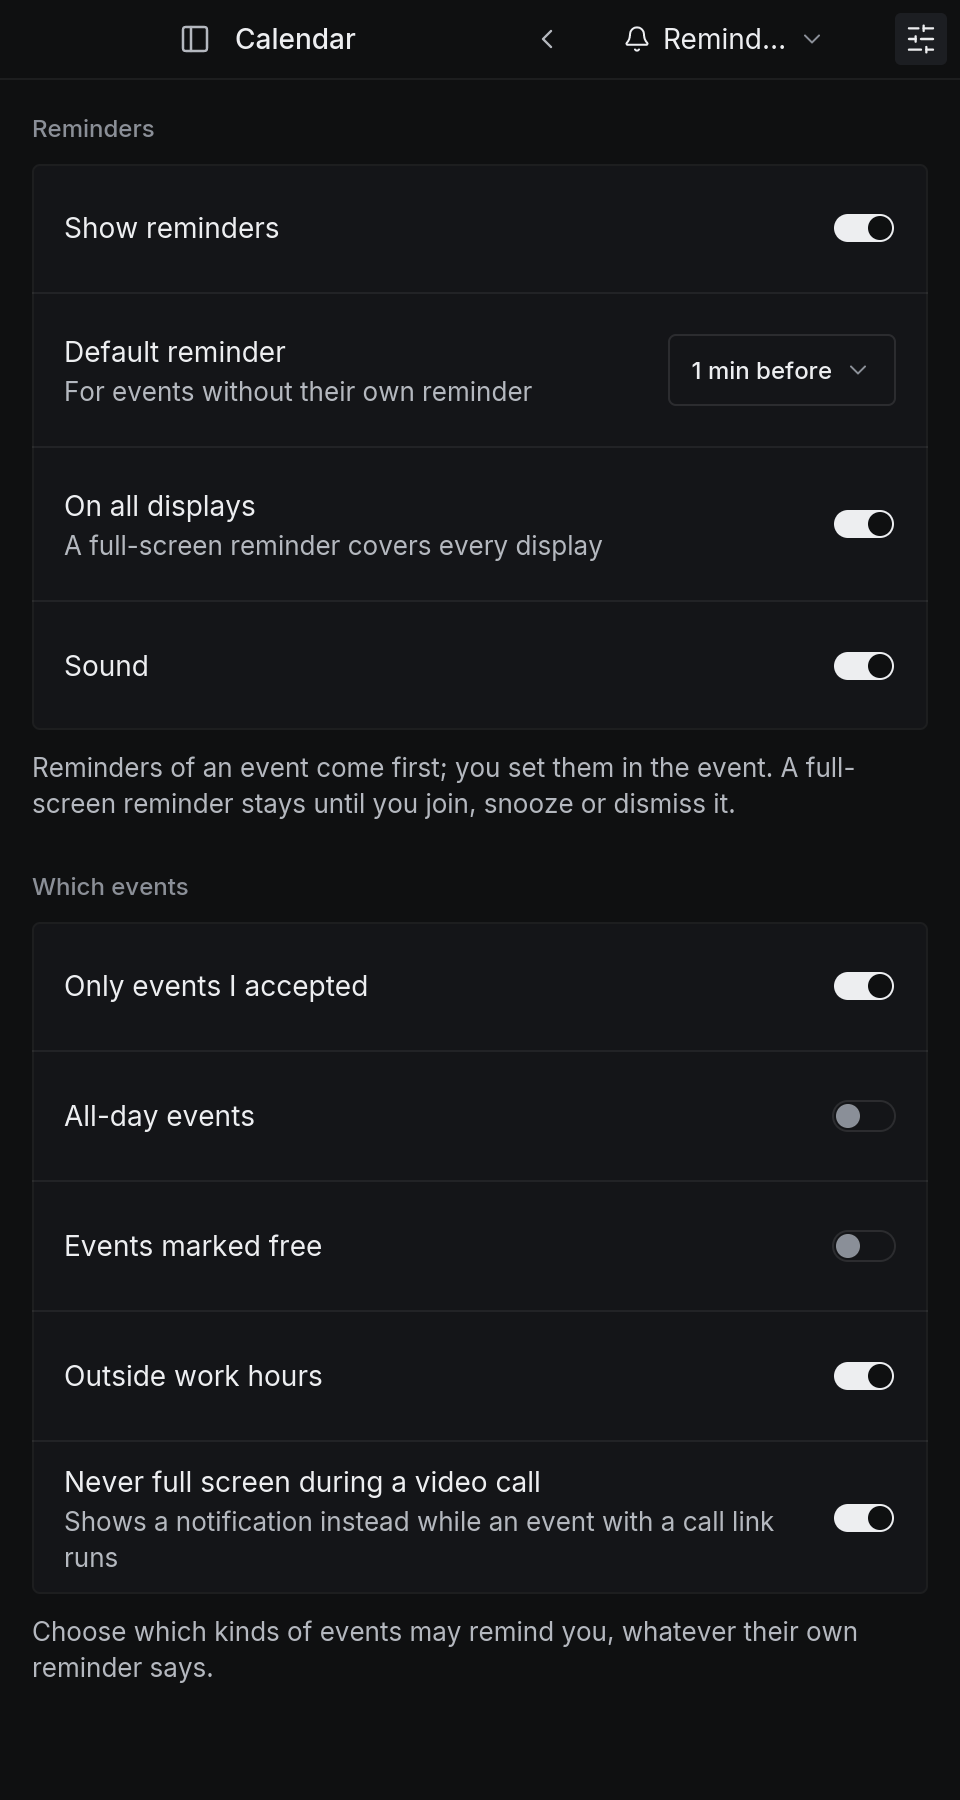 Calendar
Remind...
Reminders
Show reminders
Default reminder
For events without their own reminder
1 min before
On all displays
A full-screen reminder covers every display
Sound
Reminders of an event come first; you set them in the event. A full-
screen reminder stays until you join, snooze or dismiss it.
Which events
Only events I accepted
All-day events
Events marked free
Outside work hours
Never full screen during a video call
Shows a notification instead while an event with a call link
runs
Choose which kinds of events may remind you, whatever their own
reminder says.